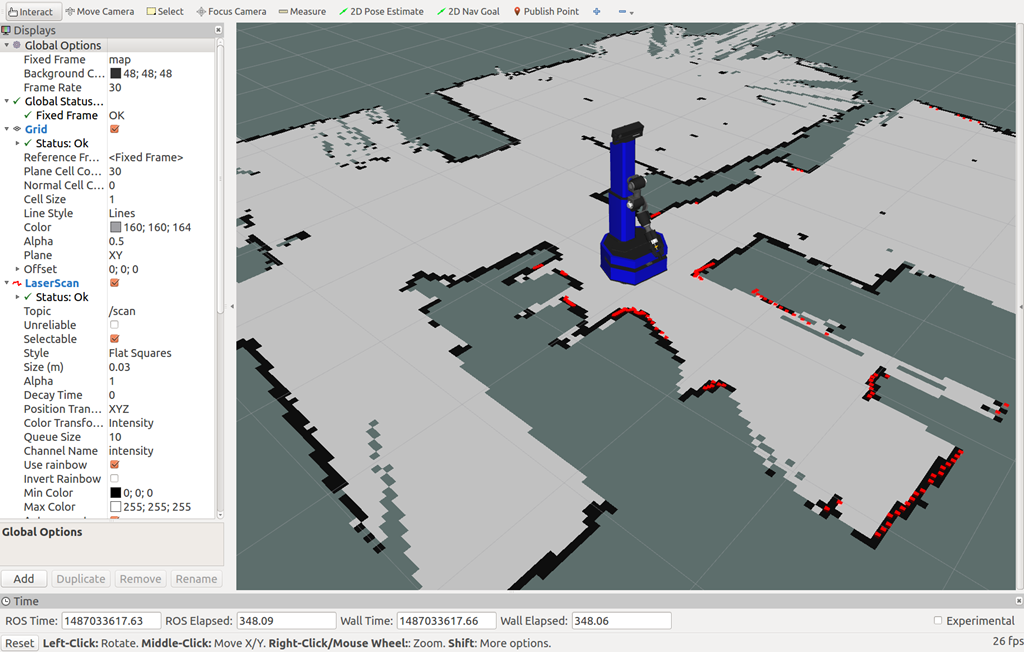 Interact Move Camera Select Focus Camera Measure 2D Pose Estimate 2D Nav Goal Publish Point
Displays
Global Options
Fixed Frame map
Background C... 48; 48; 48
Frame Rate 30
Global Status...
Fixed Frame OK
Grid
Status: Ok
Reference Fr... <Fixed Frame>
Plane Cell Co... 30
Normal Cell C... 0
Cell Size 1
Line Style Lines
Color 160; 160; 164
Alpha 0.5
Plane XY
Offset 0; 0; 0
LaserScan
Status: Ok
Topic /scan
Unreliable
Selectable
Style Flat Squares
Size (m) 0.03
Alpha 1
Decay Time 0
Position Tran... XYZ
Color Transfo... Intensity
Queue Size 10
Channel Name intensity
Use rainbow
Invert Rainbow
Min Color 0; 0; 0
Max Color 255; 255; 255
Global Options
Add Duplicate Remove Rename
Time
ROS Time: 1487033617.63 ROS Elapsed: 348.09 Wall Time: 1487033617.66 Wall Elapsed: 348.06 Experimental
Reset Left-Click: Rotate. Middle-Click: Move X/Y. Right-Click/Mouse Wheel:: Zoom. Shift: More options. 26 fps